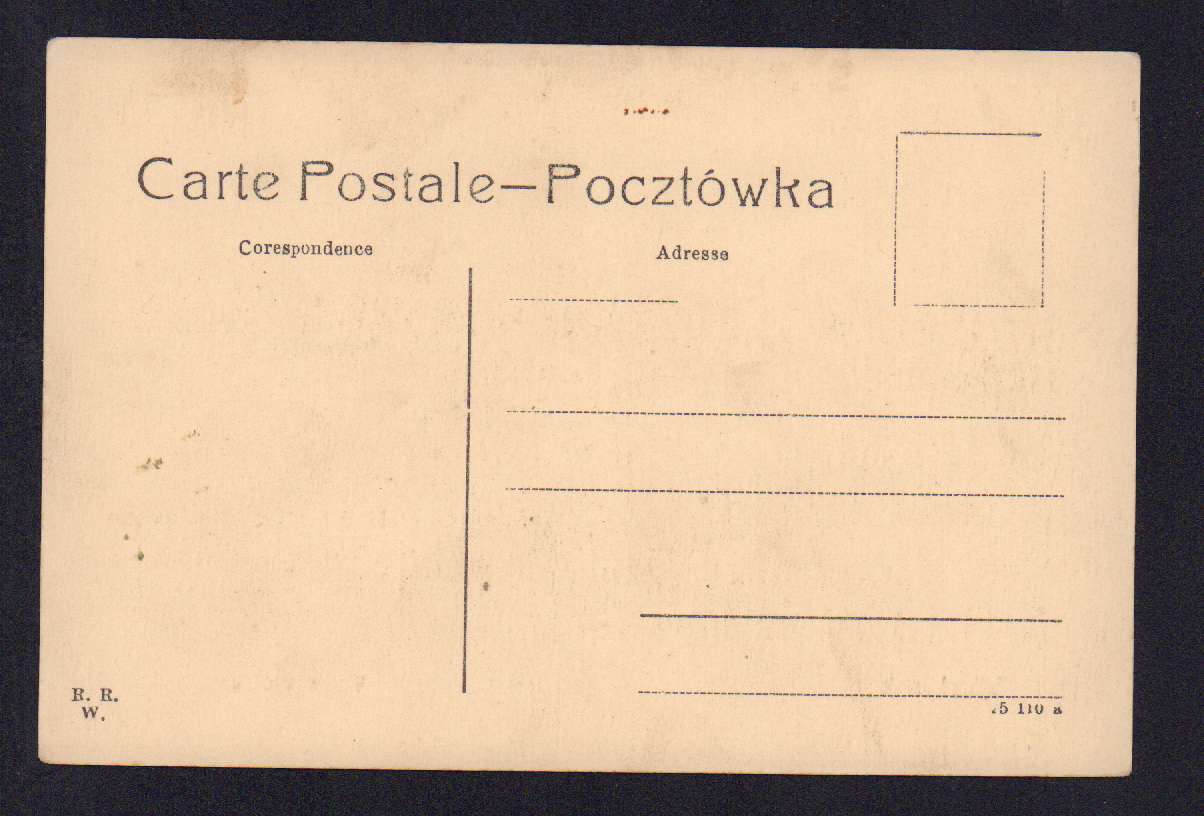 Carte Postale—Pocztówka
Corespondence
Adresse
R. R.
W.
5 110 a